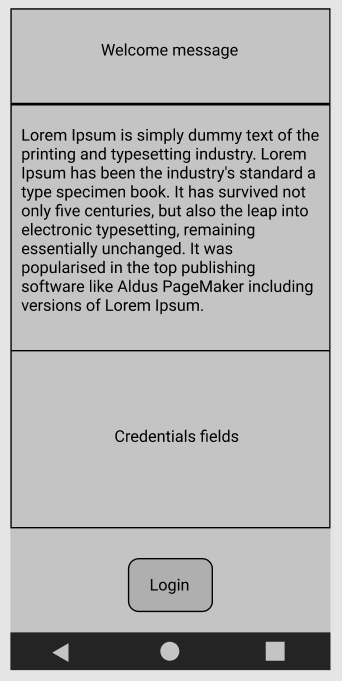 Welcome message
Lorem Ipsum is simply dummy text of the
printing and typesetting industry. Lorem
Ipsum has been the industry's standard a
type specimen book. It has survived not
only five centuries, but also the leap into
electronic typesetting, remaining
essentially unchanged. It was
popularised in the top publishing
software like Aldus PageMaker including
versions of Lorem Ipsum.
Credentials fields
Login